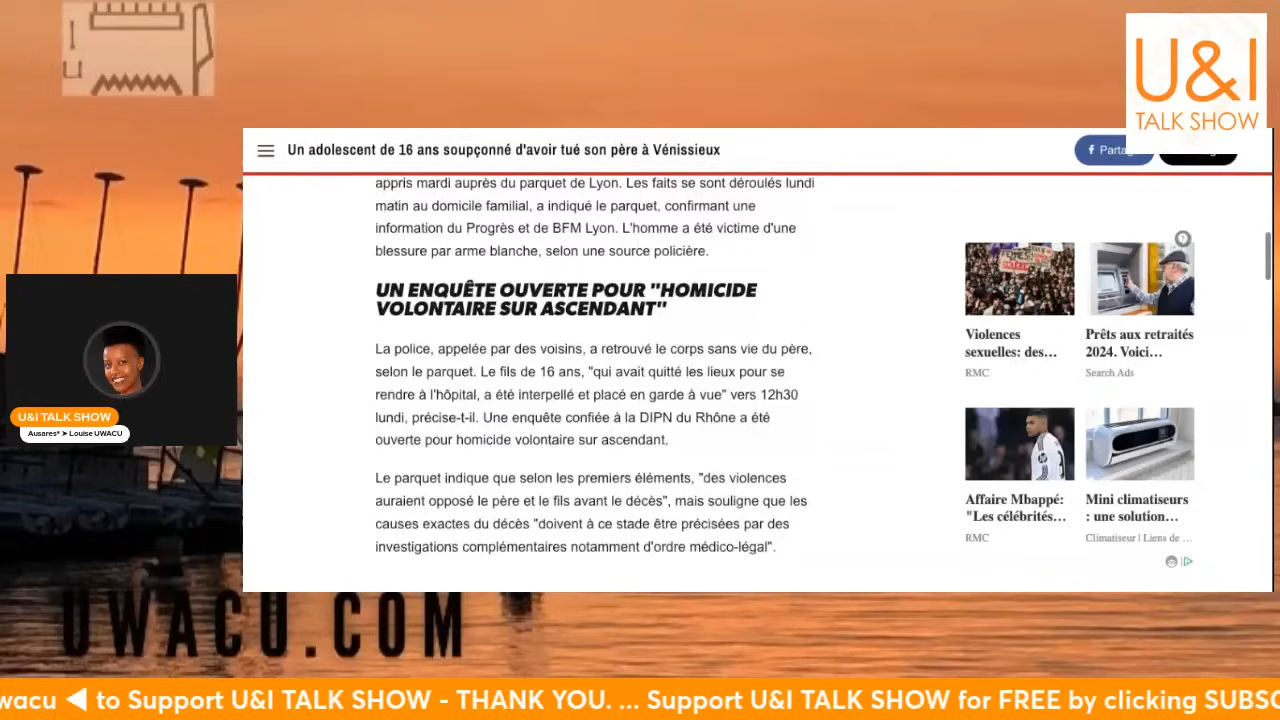 U&I
TALK SHOW
Un adolescent de 16 ans soupçonné d'avoir tué son père à Vénissieux
appris mardi auprès du parquet de Lyon. Les faits se sont déroulés lundi
matin au domicile familial, a indiqué le parquet, confirmant une
information du Progrès et de BFM Lyon. L'homme a été victime d'une
blessure par arme blanche, selon une source policière.
UN ENQUÊTE OUVERTE POUR "HOMICIDE
VOLONTAIRE SUR ASCENDANT"
La police, appelée par des voisins, a retrouvé le corps sans vie du père,
selon le parquet. Le fils de 16 ans, "qui avait quitté les lieux pour se
rendre à l'hôpital, a été interpellé et placé en garde à vue" vers 12h30
lundi, précise-t-il. Une enquête confiée à la DIPN du Rhône a été
ouverte pour homicide volontaire sur ascendant.
Le parquet indique que selon les premiers éléments, "des violences
auraient opposé le père et le fils avant le décès", mais souligne que les
causes exactes du décès "doivent à ce stade être précisées par des
investigations complémentaires notamment d'ordre médico-légal".
Violences
sexuelles: des...
RMC
Prêts aux retraités
2024. Voici...
Search Ads
Affaire Mbappé:
"Les célébrités...
RMC
Mini climatiseurs
: une solution...
Climatiseur | Liens de ...
U&I TALK SHOW
Ausares* ➤ Louise UWACU
UWACU.COM
wacu ◀ to Support U&I TALK SHOW - THANK YOU. ... Support U&I TALK SHOW for FREE by clicking SUBSC